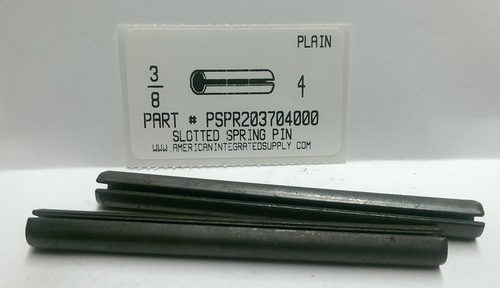 PLAIN
3/8 4
PART # PSPR203704000
SLOTTED SPRING PIN
WWW.AMERICANINTEGRATEDSUPPLY.COM